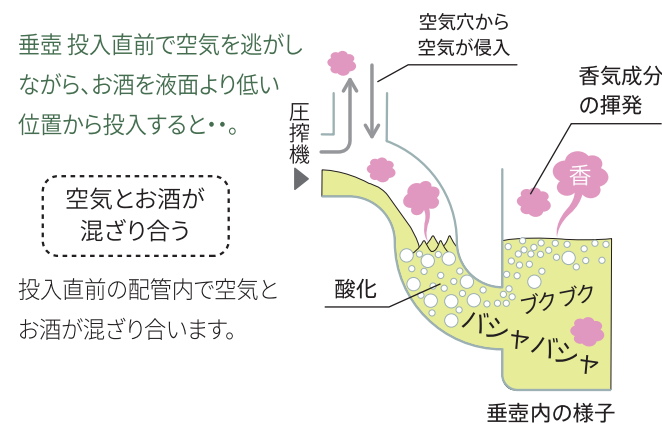 垂壺 投入直前で空気を逃がし
ながら、お酒を液面より低い
位置から投入すると・・。
空気とお酒が
混ざり合う
投入直前の配管内で空気と
お酒が混ざり合います。
空気穴から
空気が侵入
香気成分
の揮発
圧搾機
香
酸化
ブクブク
バシャバシャ
垂壺内の様子